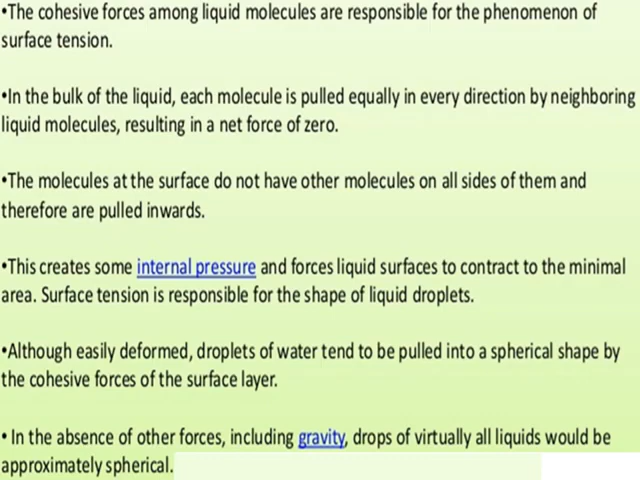 •The cohesive forces among liquid molecules are responsible for the phenomenon of
surface tension.
•In the bulk of the liquid, each molecule is pulled equally in every direction by neighboring
liquid molecules, resulting in a net force of zero.
•The molecules at the surface do not have other molecules on all sides of them and
therefore are pulled inwards.
•This creates some internal pressure and forces liquid surfaces to contract to the minimal
area. Surface tension is responsible for the shape of liquid droplets.
•Although easily deformed, droplets of water tend to be pulled into a spherical shape by
the cohesive forces of the surface layer.
• In the absence of other forces, including gravity, drops of virtually all liquids would be
approximately spherical.